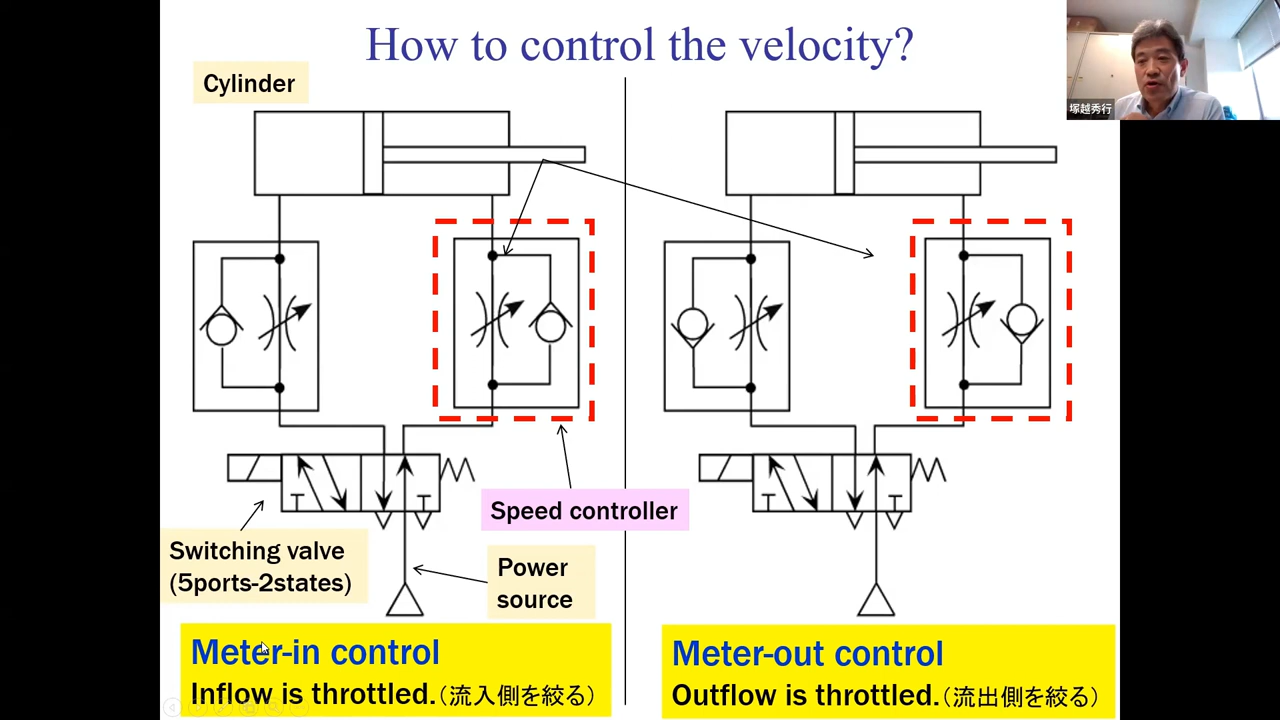 How to control the velocity?
Cylinder
塚越秀行
Speed controller
Switching valve
(5ports-2states)
Power
source
Meter-in control
Inflow is throttled.(流入側を絞る)
Meter-out control
Outflow is throttled.(流出側を絞る)